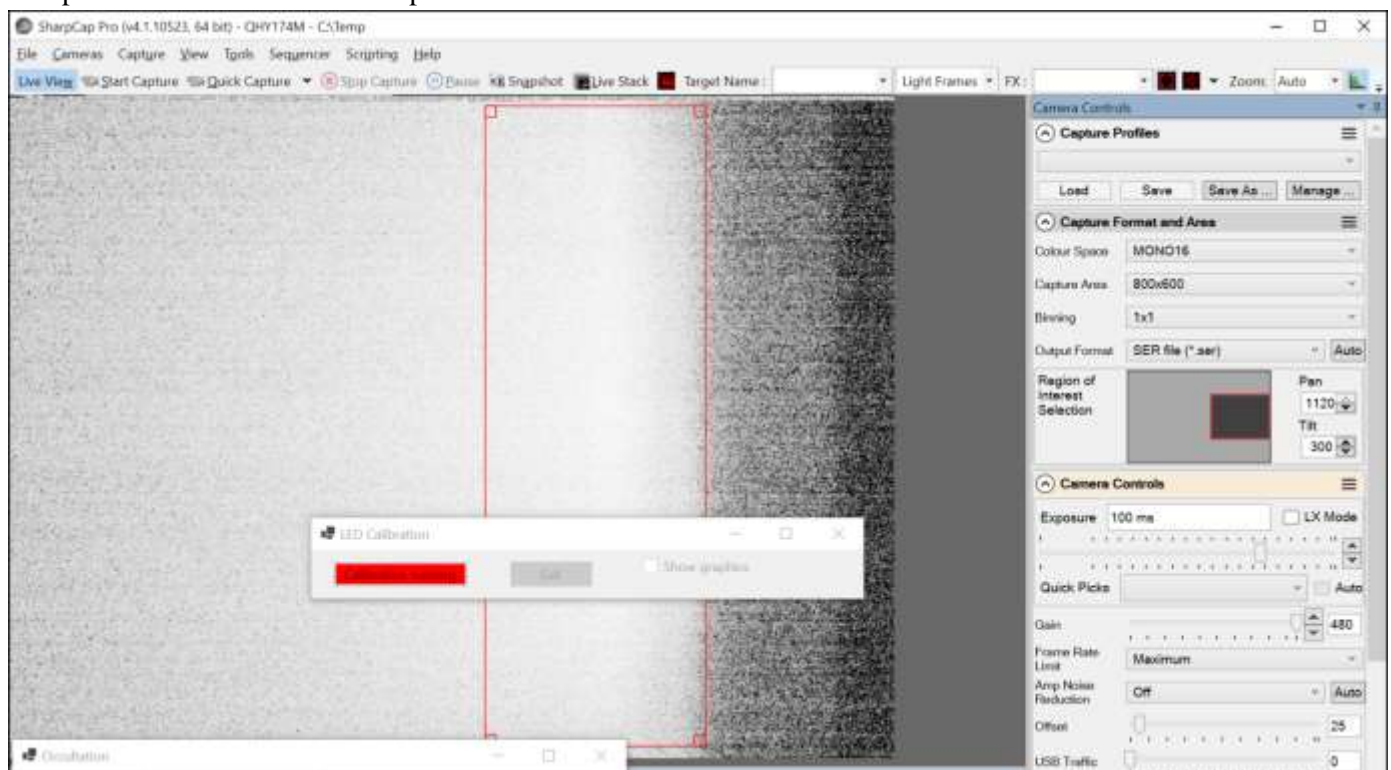 SharpCap Pro (v4.1.10523, 64 bit) - QHY174M - C:\Temp
File Cameras Capture View Tools Sequencer Scripting Help
Live View Start Capture Quick Capture Stop Capture Pause Snapshot Live Stack Target Name : Light Frames FX : Zoom: Auto
Camera Controls
Capture Profiles
Load Save Save As ... Manage ...
Capture Format and Area
Colour Space MONO16
Capture Area 800x600
Binning 1x1
Output Format SER file (*.ser) Auto
Region of Interest Selection
Pan
1120
Tilt
300
Camera Controls
Exposure 100 ms LX Mode
LED Calibration
Exit Show graphics
Quick Picks Auto
Gain 480
Frame Rate Limit Maximum
Amp Noise Reduction Off Auto
Offset 25
Occultation
USB Traffic 0